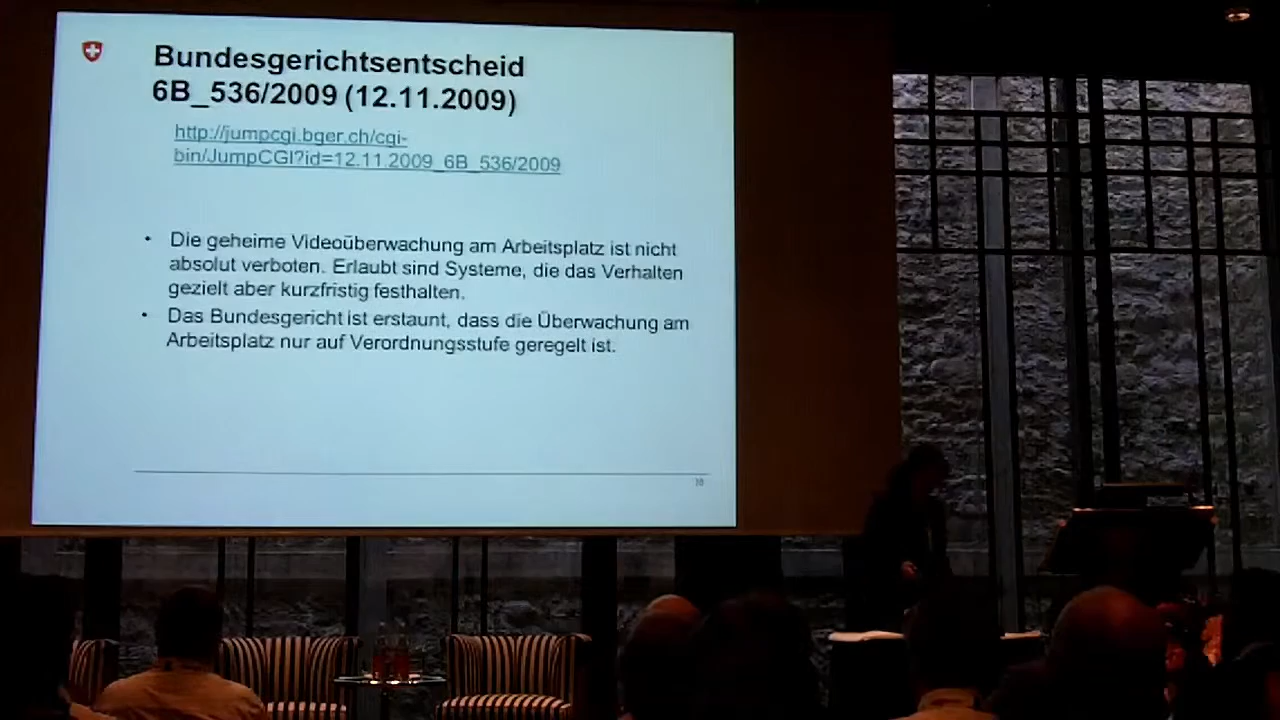 Bundesgerichtsentscheid
6B_536/2009 (12.11.2009)
http://jumpcgi.bger.ch/cgi-
bin/JumpCGI?id=12.11.2009_6B_536/2009
• Die geheime Videoüberwachung am Arbeitsplatz ist nicht
absolut verboten. Erlaubt sind Systeme, die das Verhalten
gezielt aber kurzfristig festhalten.
• Das Bundesgericht ist erstaunt, dass die Überwachung am
Arbeitsplatz nur auf Verordnungsstufe geregelt ist.